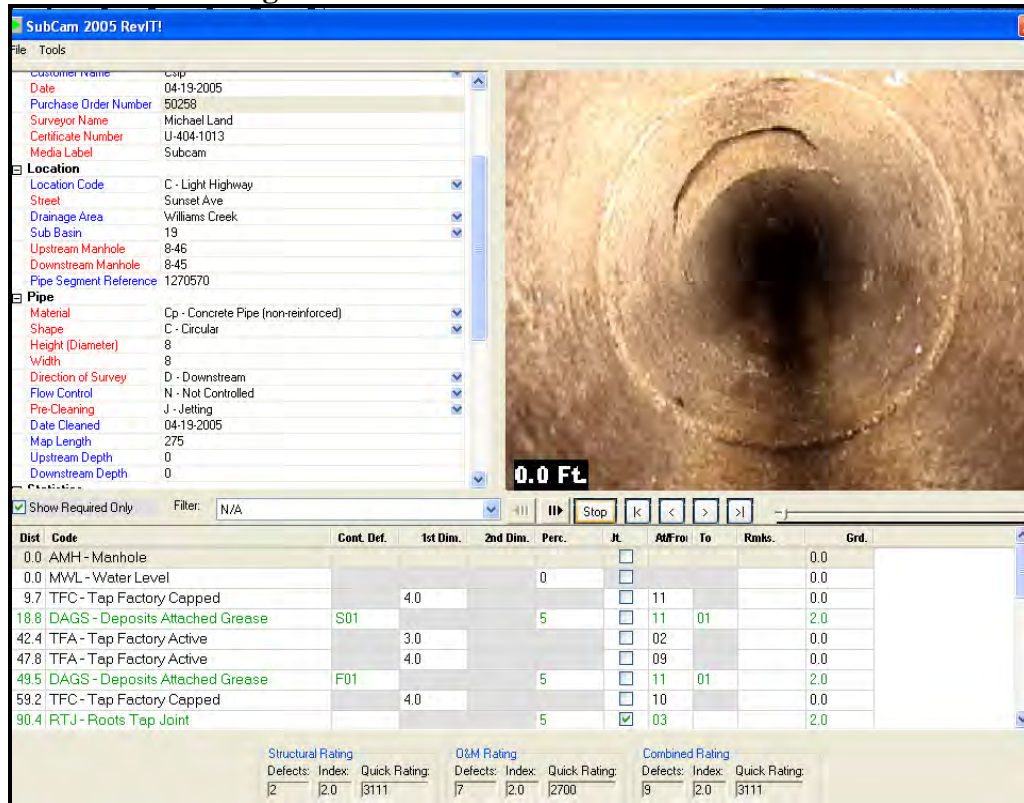 SubCam 2005 RevIT!
File Tools
Customer Name Csip
Date 04-19-2005
Purchase Order Number 50258
Surveyor Name Michael Land
Certificate Number U-404-1013
Media Label Subcam
Location
Location Code C - Light Highway
Street Sunset Ave
Drainage Area Williams Creek
Sub Basin 19
Upstream Manhole 8-46
Downstream Manhole 8-45
Pipe Segment Reference 1270570
Pipe
Material Cp - Concrete Pipe (non-reinforced)
Shape C - Circular
Height (Diameter) 8
Width 8
Direction of Survey D - Downstream
Flow Control N - Not Controlled
Pre-Cleaning J - Jetting
Date Cleaned 04-19-2005
Map Length 275
Upstream Depth 0
Downstream Depth 0
0.0 Ft.
Show Required Only Filter: N/A Stop
Dist Code Cont. Def. 1st Dim. 2nd Dim. Perc. Jt. At/Froi To Rmks. Grd.
0.0 AMH - Manhole 0.0
0.0 MWL - Water Level 0 0.0
9.7 TFC - Tap Factory Capped 4.0 11 0.0
18.8 DAGS - Deposits Attached Grease S01 5 11 01 2.0
42.4 TFA - Tap Factory Active 3.0 02 0.0
47.8 TFA - Tap Factory Active 4.0 09 0.0
49.5 DAGS - Deposits Attached Grease F01 5 11 01 2.0
59.2 TFC - Tap Factory Capped 4.0 10 0.0
90.4 RTJ - Roots Tap Joint 5 03 2.0
Structural Rating O&M Rating Combined Rating
Defects: Index: Quick Rating: Defects: Index: Quick Rating: Defects: Index: Quick Rating:
2 2.0 3111 7 2.0 2700 9 2.0 3111